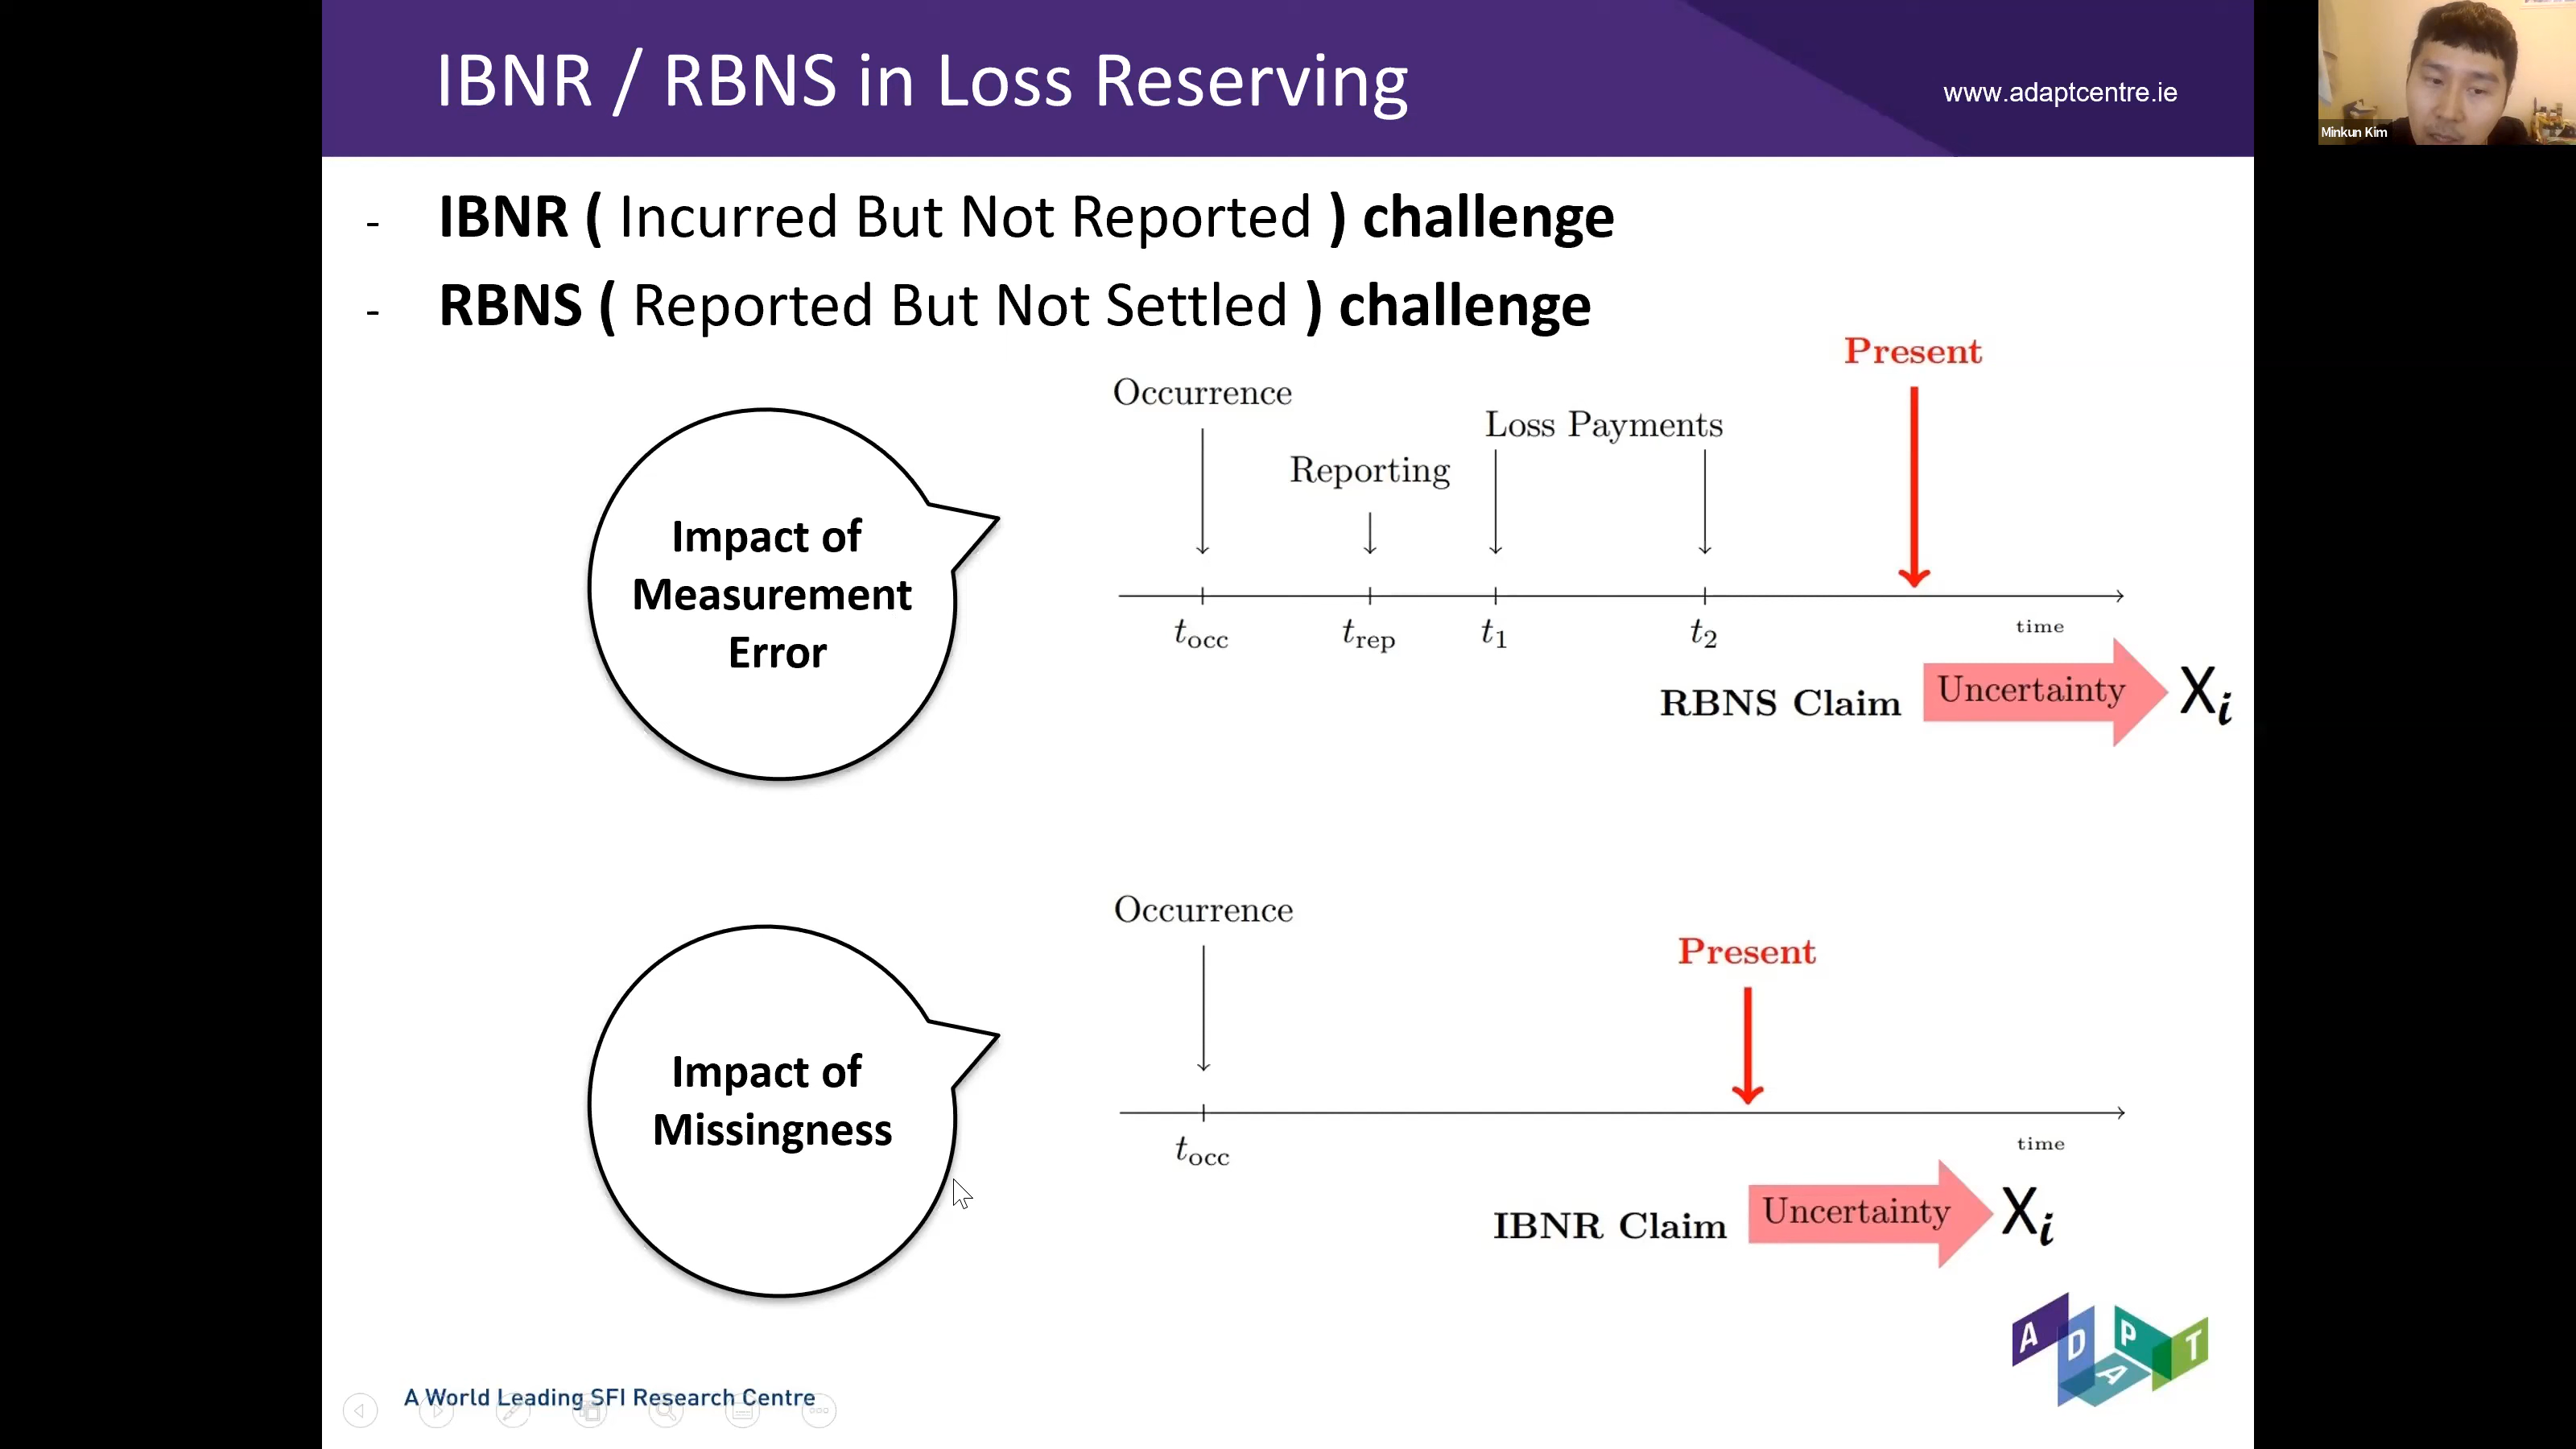 IBNR / RBNS in Loss Reserving
www.adaptcentre.ie
Minkun Kim
- IBNR ( Incurred But Not Reported ) challenge
- RBNS ( Reported But Not Settled ) challenge
Present
Occurrence
Loss Payments
Reporting
Impact of
Measurement
Error
t_occ t_rep t_1 t_2 time
RBNS Claim Uncertainty X_i
Occurrence
Present
Impact of
Missingness
t_occ time
IBNR Claim Uncertainty X_i
ADAPT
A World Leading SFI Research Centre